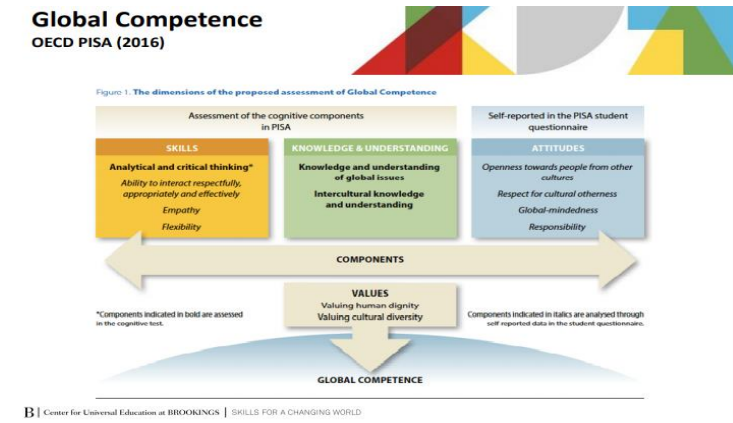 Global Competence
OECD PISA (2016)
Figure 1. The dimensions of the proposed assessment of Global Competence
Assessment of the cognitive components
in PISA
Self-reported in the PISA student
questionnaire
SKILLS
Analytical and critical thinking*
Ability to interact respectfully,
appropriately and effectively
Empathy
Flexibility
KNOWLEDGE & UNDERSTANDING
Knowledge and understanding
of global issues
Intercultural knowledge
and understanding
ATTITUDES
Openness towards people from other
cultures
Respect for cultural otherness
Global-mindedness
Responsibility
COMPONENTS
VALUES
Valuing human dignity
Valuing cultural diversity
*Components indicated in bold are assessed
in the cognitive test.
Components indicated in italics are analysed through
self reported data in the student questionnaire.
GLOBAL COMPETENCE
B | Center for Universal Education at BROOKINGS | SKILLS FOR A CHANGING WORLD